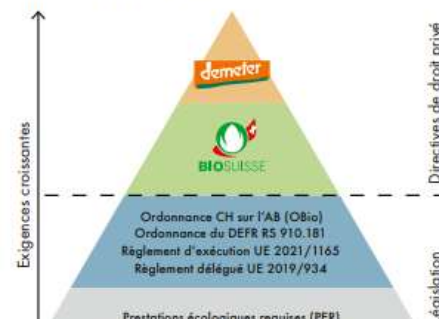 demeter
BIOSUISSE
Ordonnance CH sur l'AB (OBio)
Ordonnance du DEFR RS 910.181
Règlement d'exécution UE 2021/1165
Règlement délégué UE 2019/934
Prestations écologiques requises (PER)
Exigences croissantes
Directives de droit privé